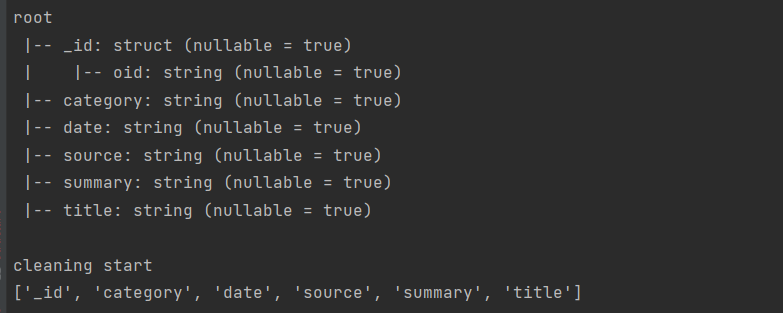 root
 |-- _id: struct (nullable = true)
 |    |-- oid: string (nullable = true)
 |-- category: string (nullable = true)
 |-- date: string (nullable = true)
 |-- source: string (nullable = true)
 |-- summary: string (nullable = true)
 |-- title: string (nullable = true)
cleaning start
['_id', 'category', 'date', 'source', 'summary', 'title']